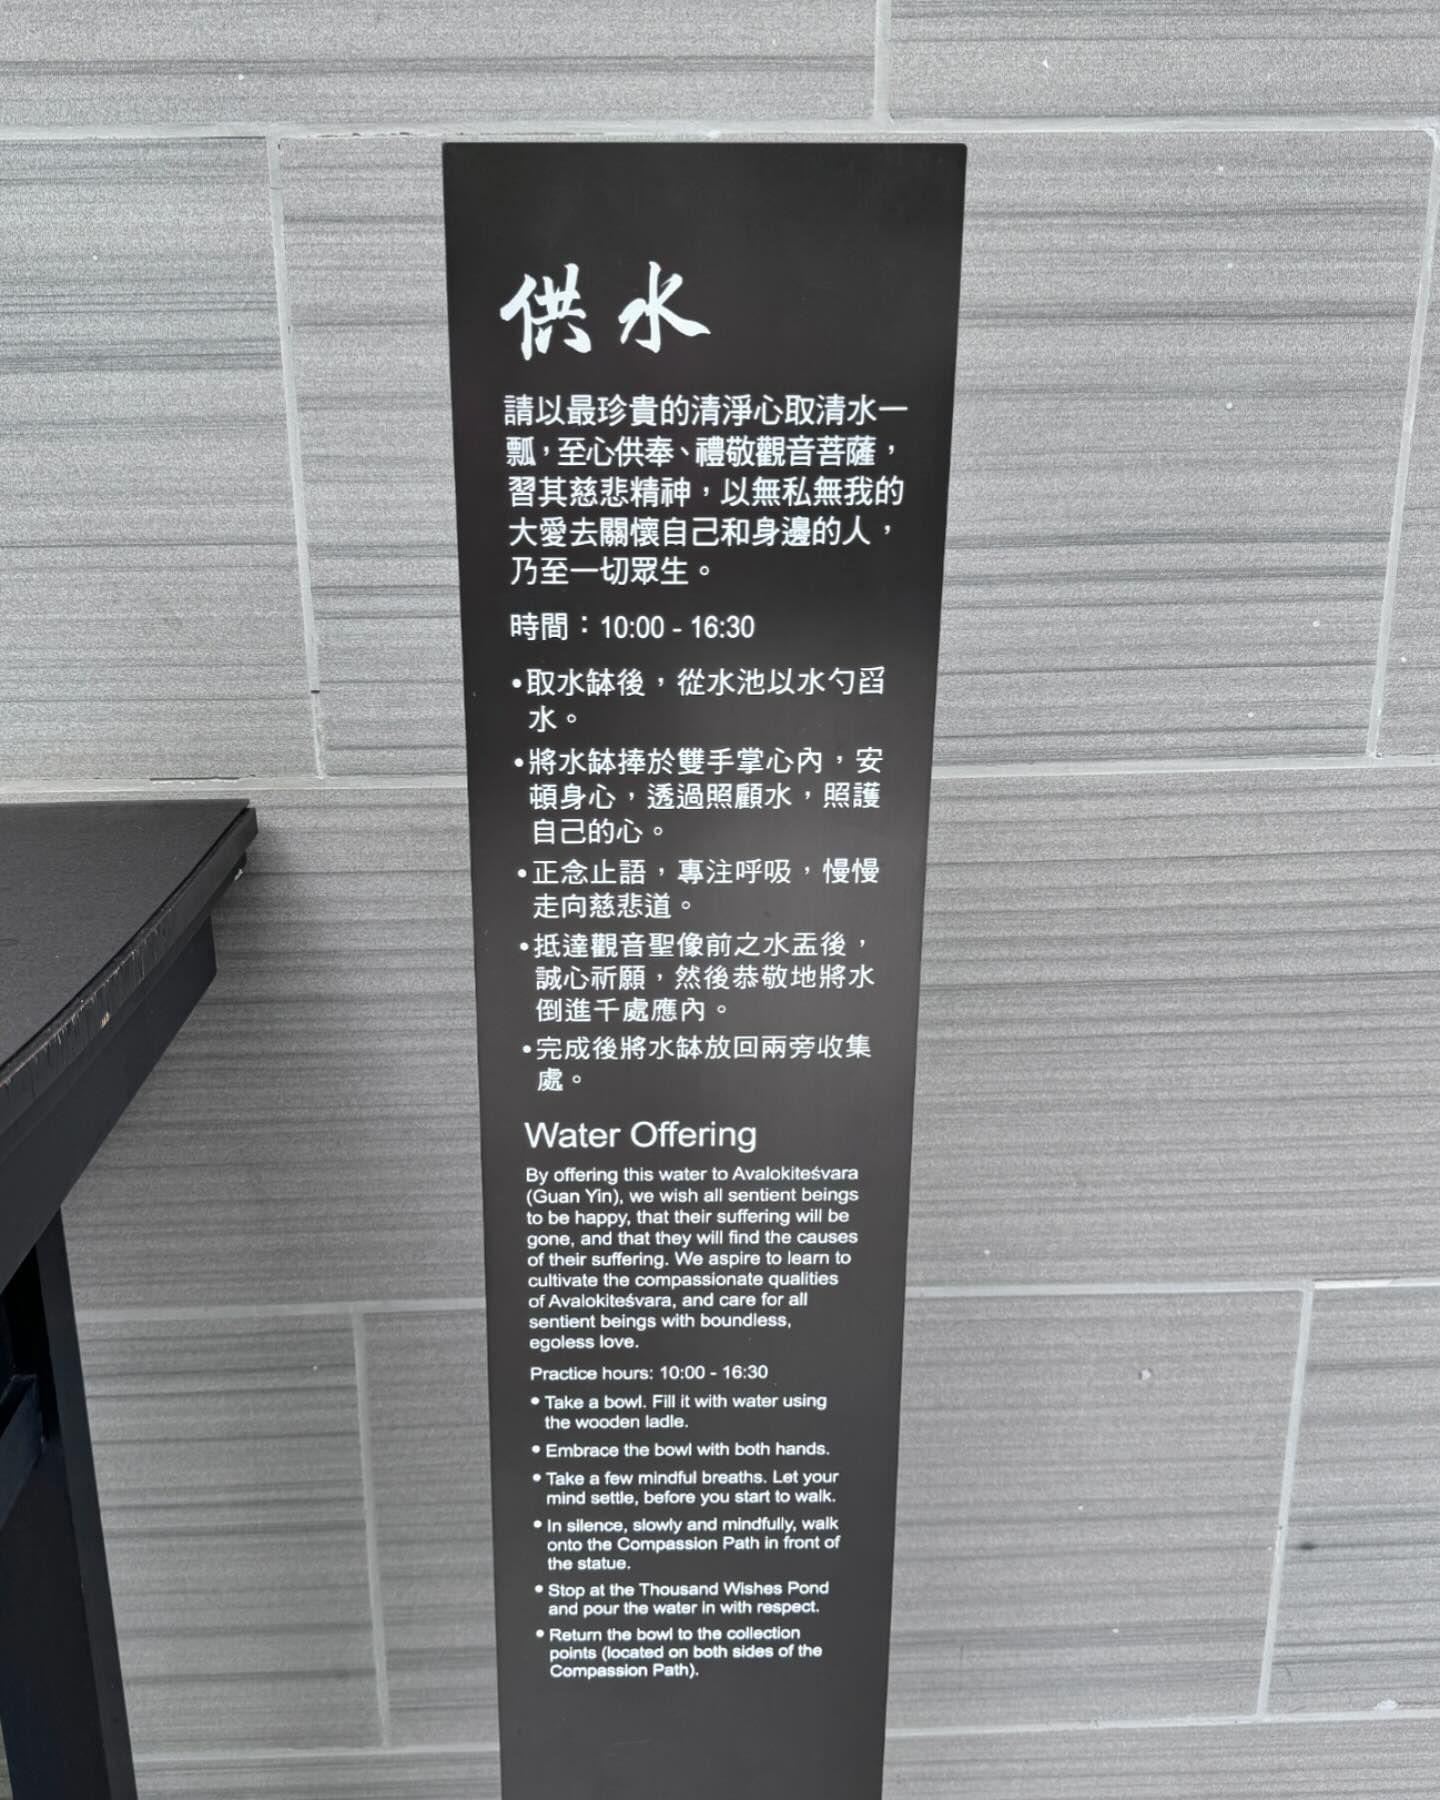 供水
請以最珍貴的清淨心取清水一
瓢，至心供奉、禮敬觀音菩薩，
習其慈悲精神，以無私無我的
大愛去關懷自己和身邊的人，
乃至一切眾生。
時間：10:00 - 16:30
•取水缽後，從水池以水勺舀
水。
•將水缽捧於雙手掌心內，安
頓身心，透過照顧水，照護
自己的心。
•正念止語，專注呼吸，慢慢
走向慈悲道。
•抵達觀音聖像前之水盂後，
誠心祈願，然後恭敬地將水
倒進千處應內。
•完成後將水缽放回兩旁收集
處。
Water Offering
By offering this water to Avalokiteśvara
(Guan Yin), we wish all sentient beings
to be happy, that their suffering will be
gone, and that they will find the causes
of their suffering. We aspire to learn to
cultivate the compassionate qualities
of Avalokiteśvara, and care for all
sentient beings with boundless,
egoless love.
Practice hours: 10:00 - 16:30
• Take a bowl. Fill it with water using
the wooden ladle.
• Embrace the bowl with both hands.
• Take a few mindful breaths. Let your
mind settle, before you start to walk.
• In silence, slowly and mindfully, walk
onto the Compassion Path in front of
the statue.
• Stop at the Thousand Wishes Pond
and pour the water in with respect.
• Return the bowl to the collection
points (located on both sides of the
Compassion Path).